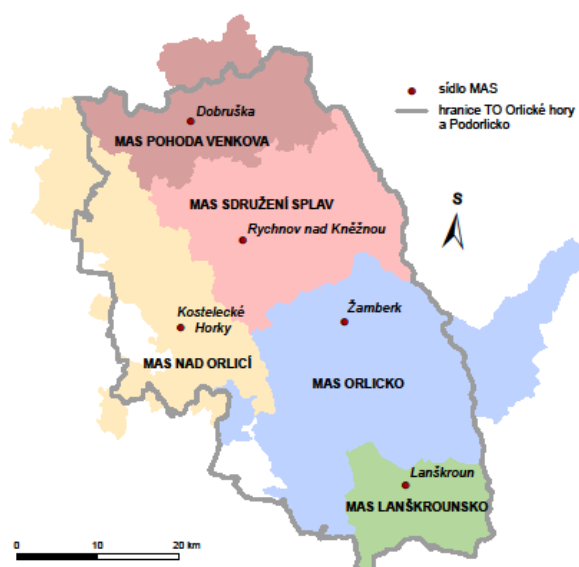 sídlo MAS
hranice TO Orlické hory
a Podorlicko
Dobruška
MAS POHODA VENKOVA
MAS SDRUŽENÍ SPLAV
Rychnov nad Kněžnou
S
Kostelecké
Horky
Žamberk
MAS NAD ORLICÍ
MAS ORLICKO
Lanškroun
MAS LANŠKROUNSKO
0 10 20 km